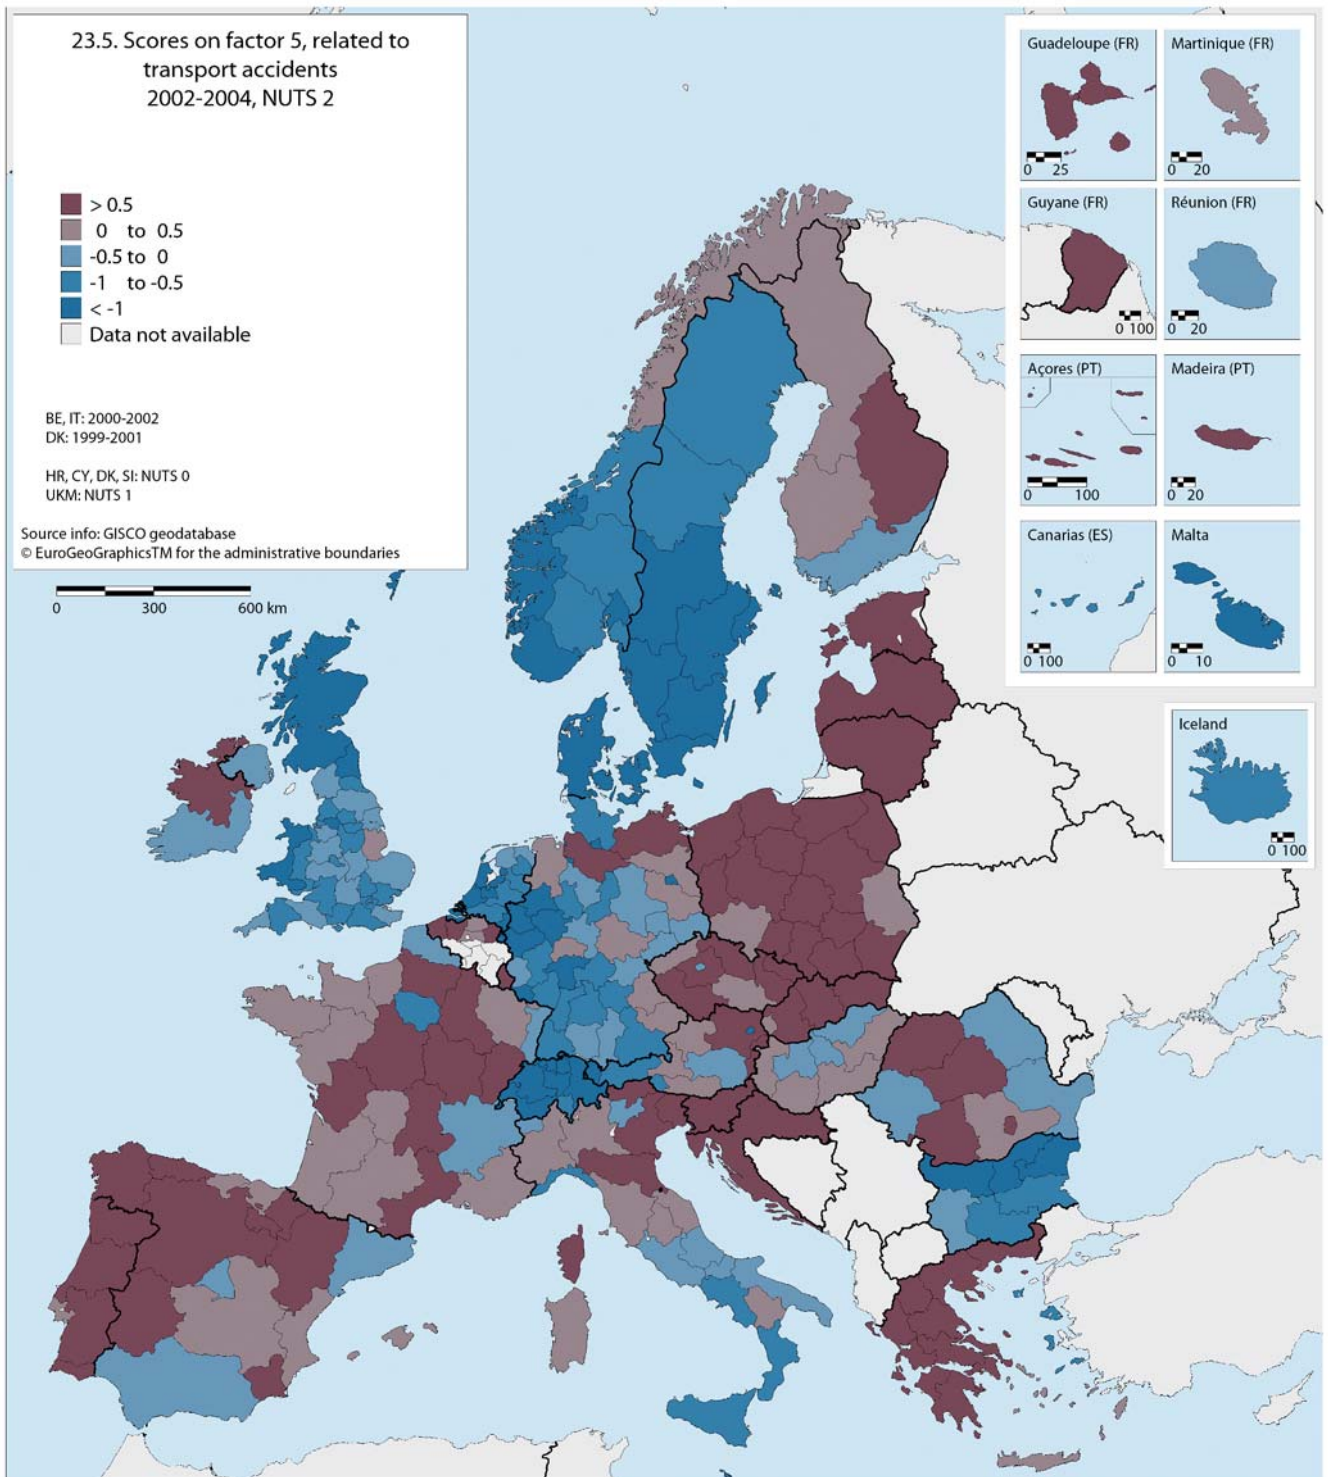 23.5. Scores on factor 5, related to
transport accidents
2002-2004, NUTS 2
> 0.5
0 to 0.5
-0.5 to 0
-1 to -0.5
< -1
Data not available
BE, IT: 2000-2002
DK: 1999-2001
HR, CY, DK, SI: NUTS 0
UKM: NUTS 1
Source info: GISCO geodatabase
© EuroGeoGraphicsTM for the administrative boundaries
0 300 600 km
Guadeloupe (FR)
0 25
Martinique (FR)
0 20
Guyane (FR)
0 100
Réunion (FR)
0 20
Açores (PT)
0 100
Madeira (PT)
0 20
Canarias (ES)
0 100
Malta
0 10
Iceland
0 100